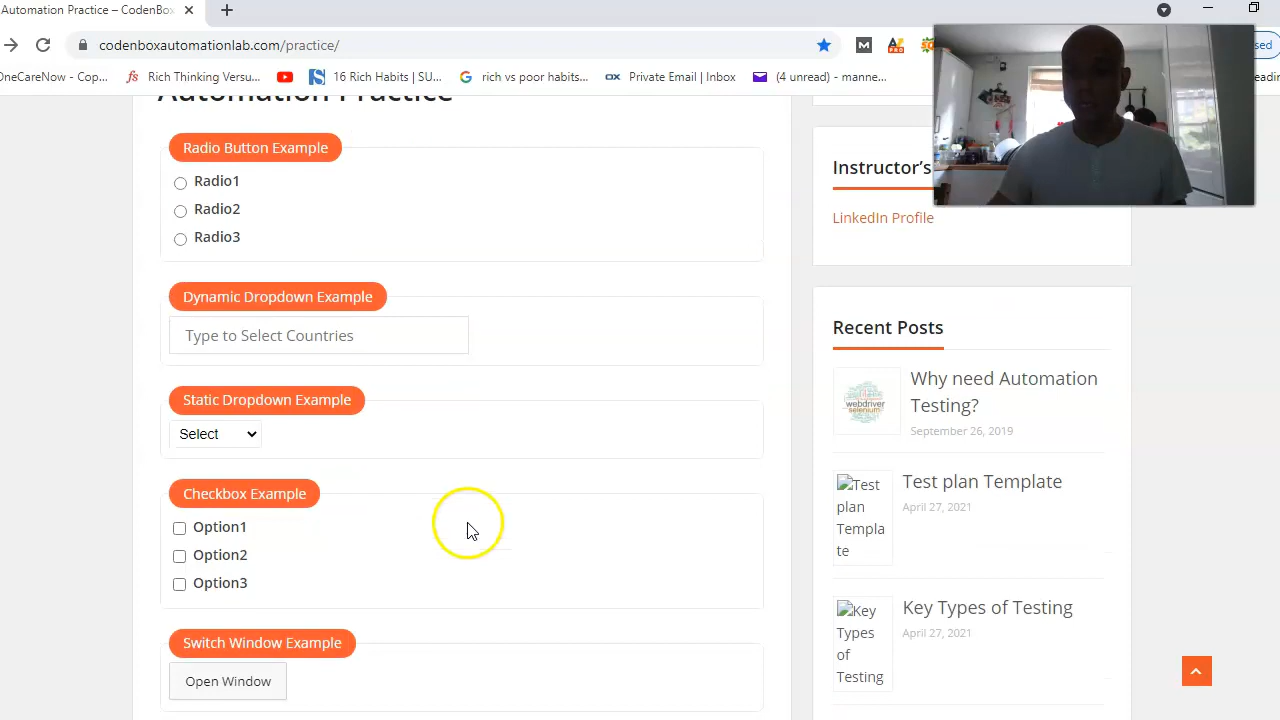 Automation Practice – CodenBox
codenboxautomationlab.com/practice/
OneCareNow - Cop...
Rich Thinking Versu...
16 Rich Habits | SU...
rich vs poor habits...
Private Email | Inbox
(4 unread) - manne...
Automation Practice
Radio Button Example
Radio1
Radio2
Radio3
Dynamic Dropdown Example
Type to Select Countries
Static Dropdown Example
Select
Checkbox Example
Option1
Option2
Option3
Switch Window Example
Open Window
Instructor's
LinkedIn Profile
Recent Posts
webdriver
selenium
Why need Automation
Testing?
September 26, 2019
Test
plan
Templa
te
Test plan Template
April 27, 2021
Key
Types
of
Testing
Key Types of Testing
April 27, 2021